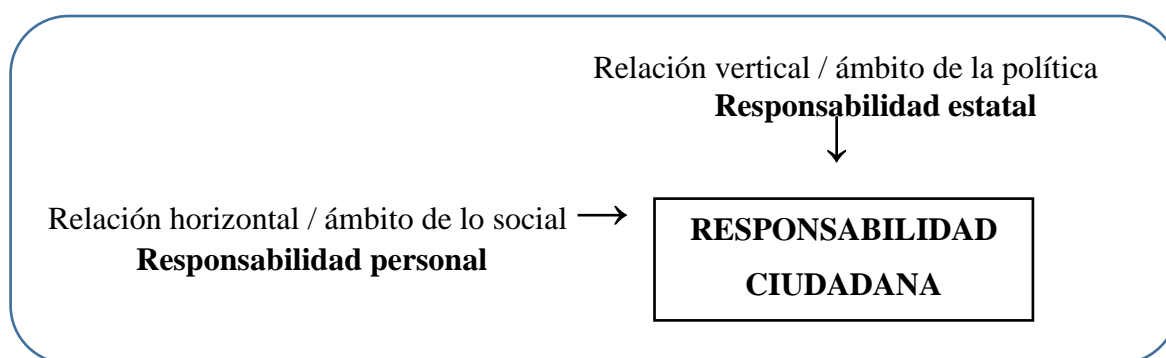 Relación vertical / ámbito de la política
Responsabilidad estatal
Relación horizontal / ámbito de lo social
Responsabilidad personal
RESPONSABILIDAD
CIUDADANA